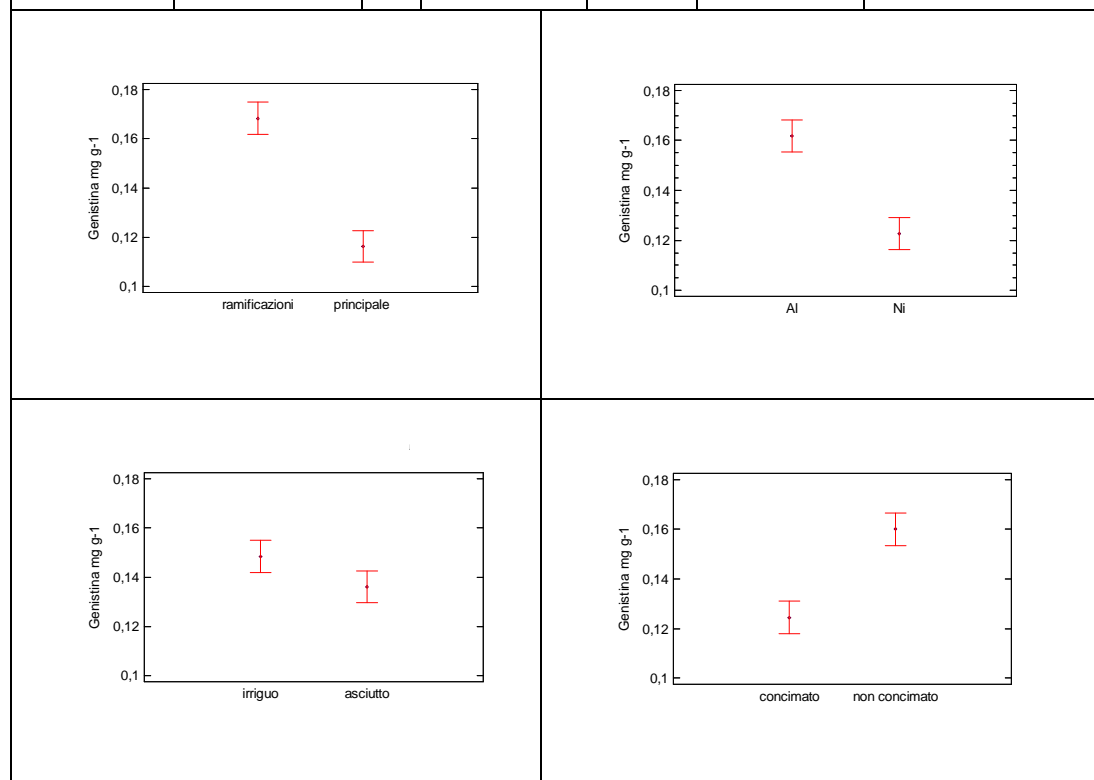 0,18
0,16
0,14
0,12
0,1
Genistina mg g-1
ramificazioni principale
0,18
0,16
0,14
0,12
0,1
Genistina mg g-1
Al Ni
0,18
0,16
0,14
0,12
0,1
Genistina mg g-1
irriguo asciutto
0,18
0,16
0,14
0,12
0,1
Genistina mg g-1
concimato non concimato